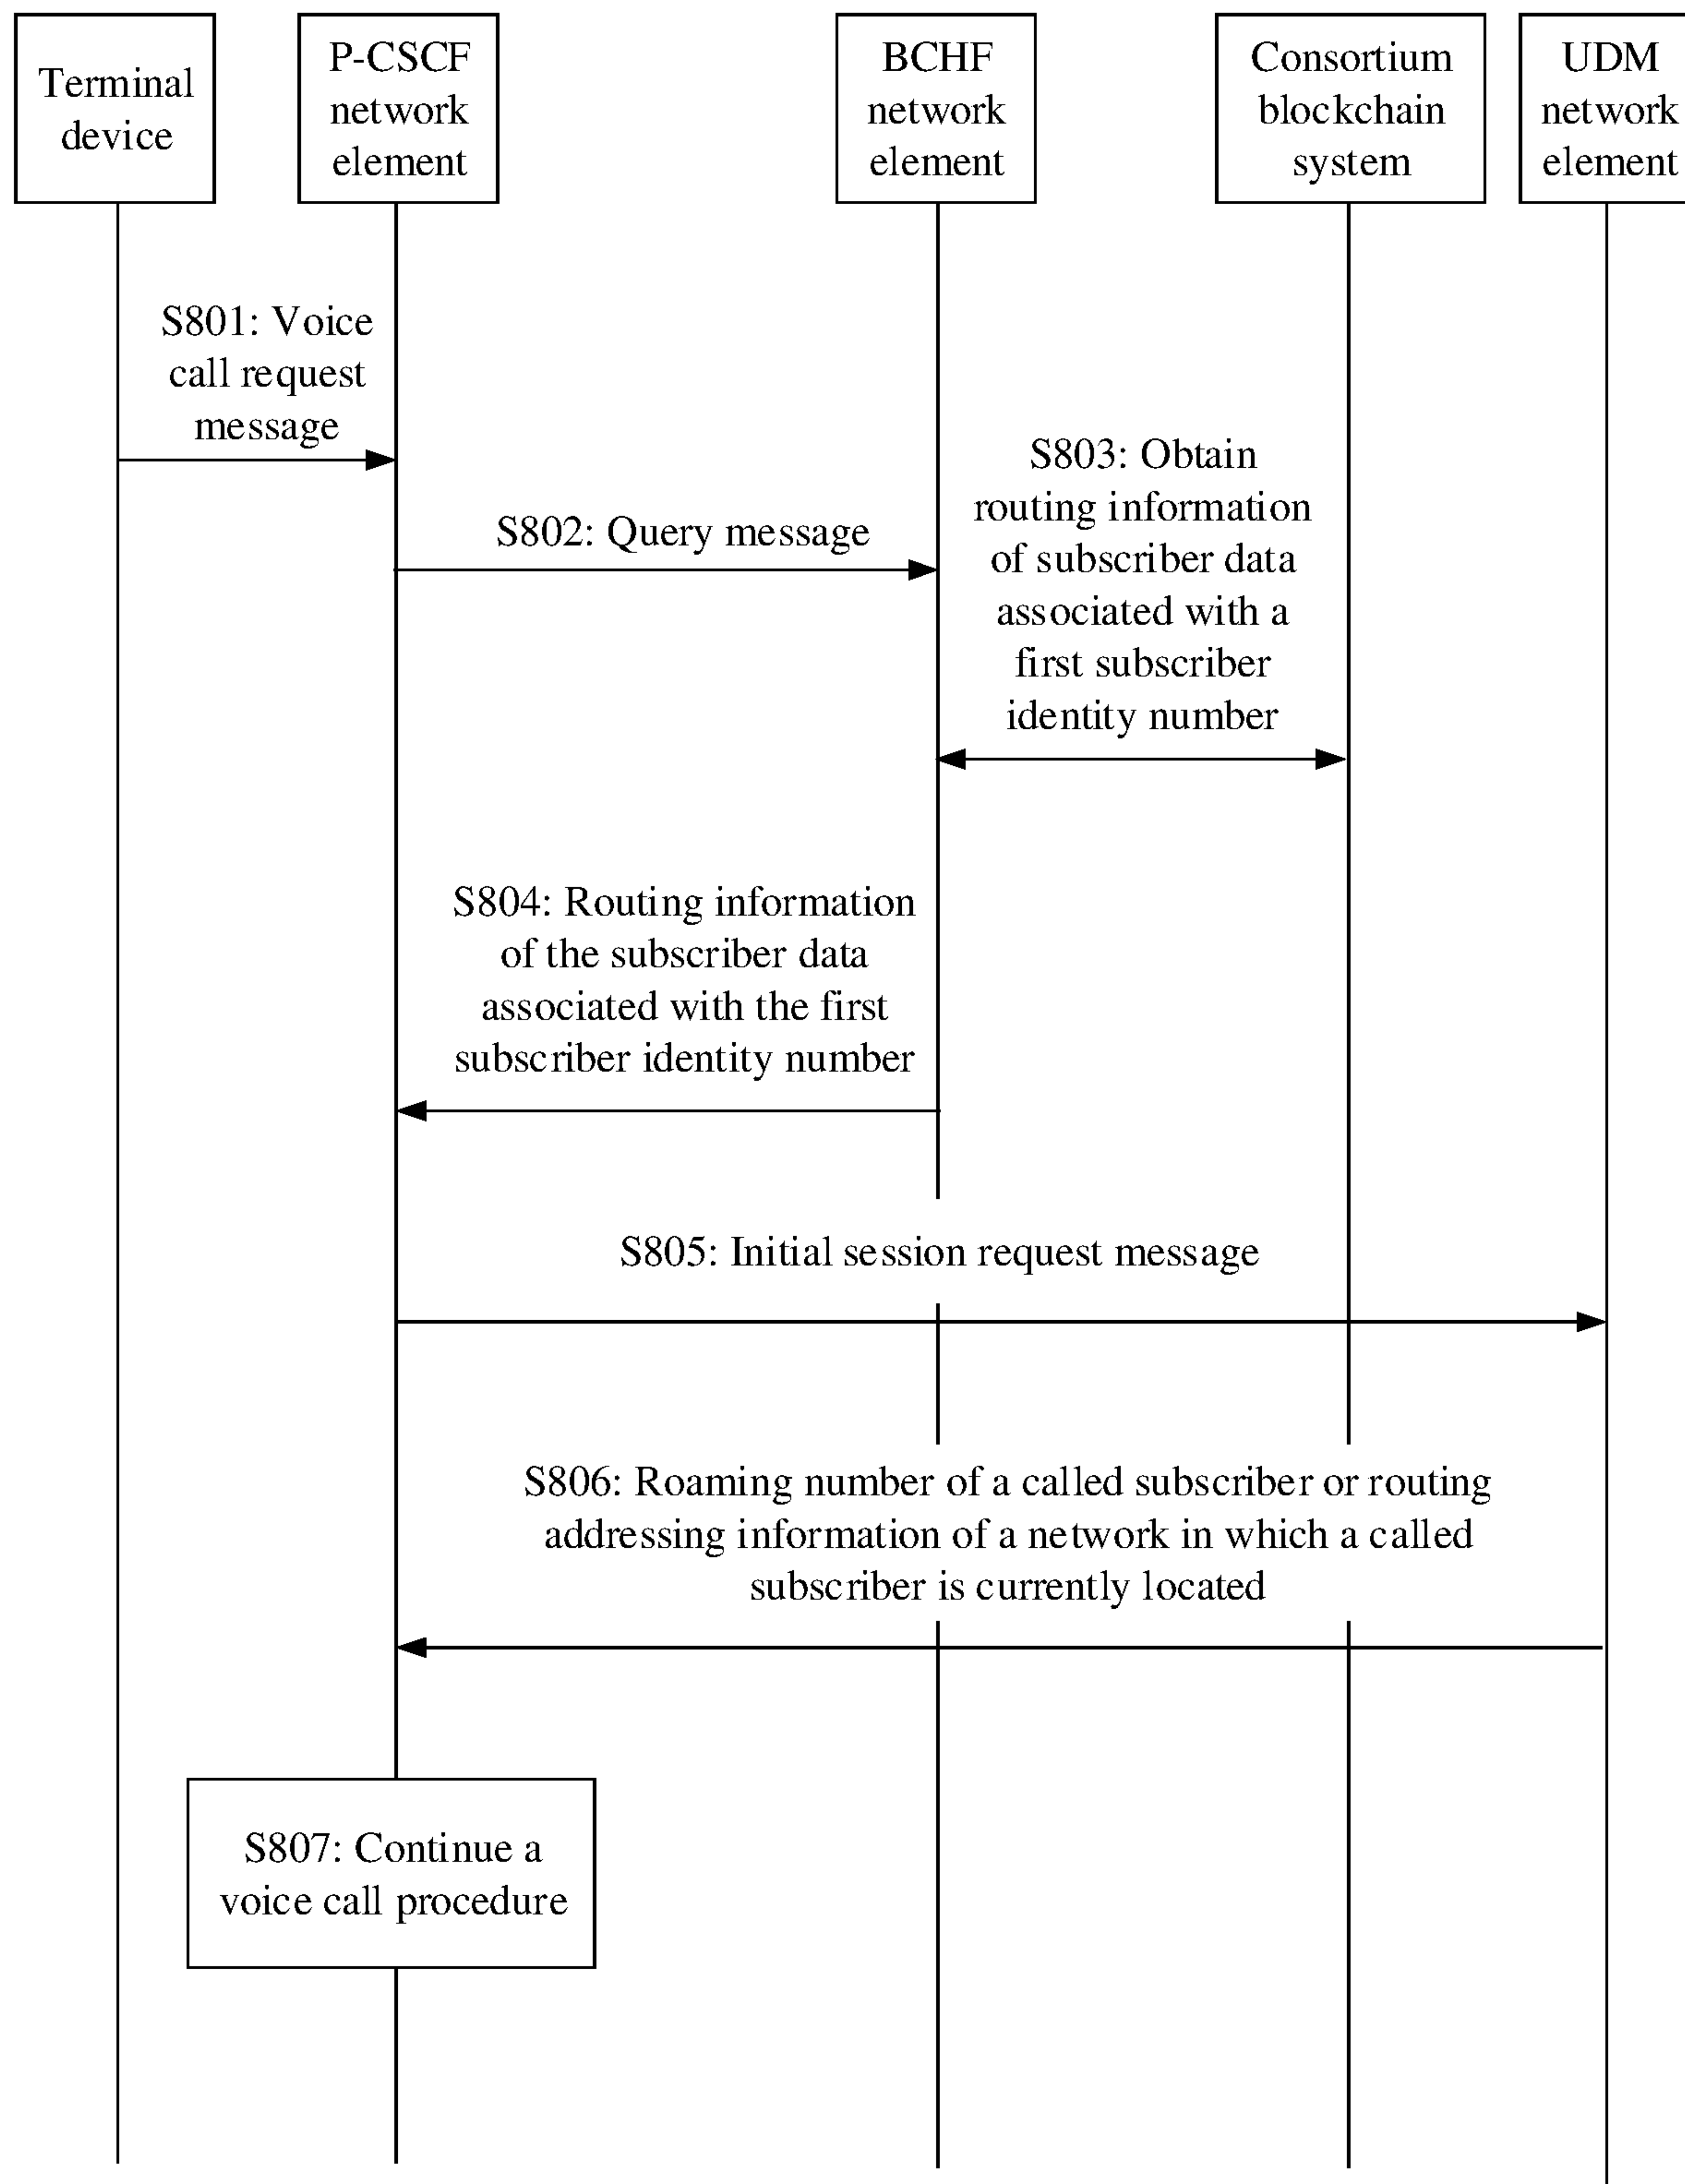 Terminal
device
P-CSCF
network
element
BCHF
network
element
Consortium
blockchain
system
UDM
network
element
S801: Voice
call request
message
S802: Query message
S803: Obtain
routing information
of subscriber data
associated with a
first subscriber
identity number
S804: Routing information
of the subscriber data
associated with the first
subscriber identity number
S805: Initial session request message
S806: Roaming number of a called subscriber or routing
addressing information of a network in which a called
subscriber is currently located
S807: Continue a
voice call procedure